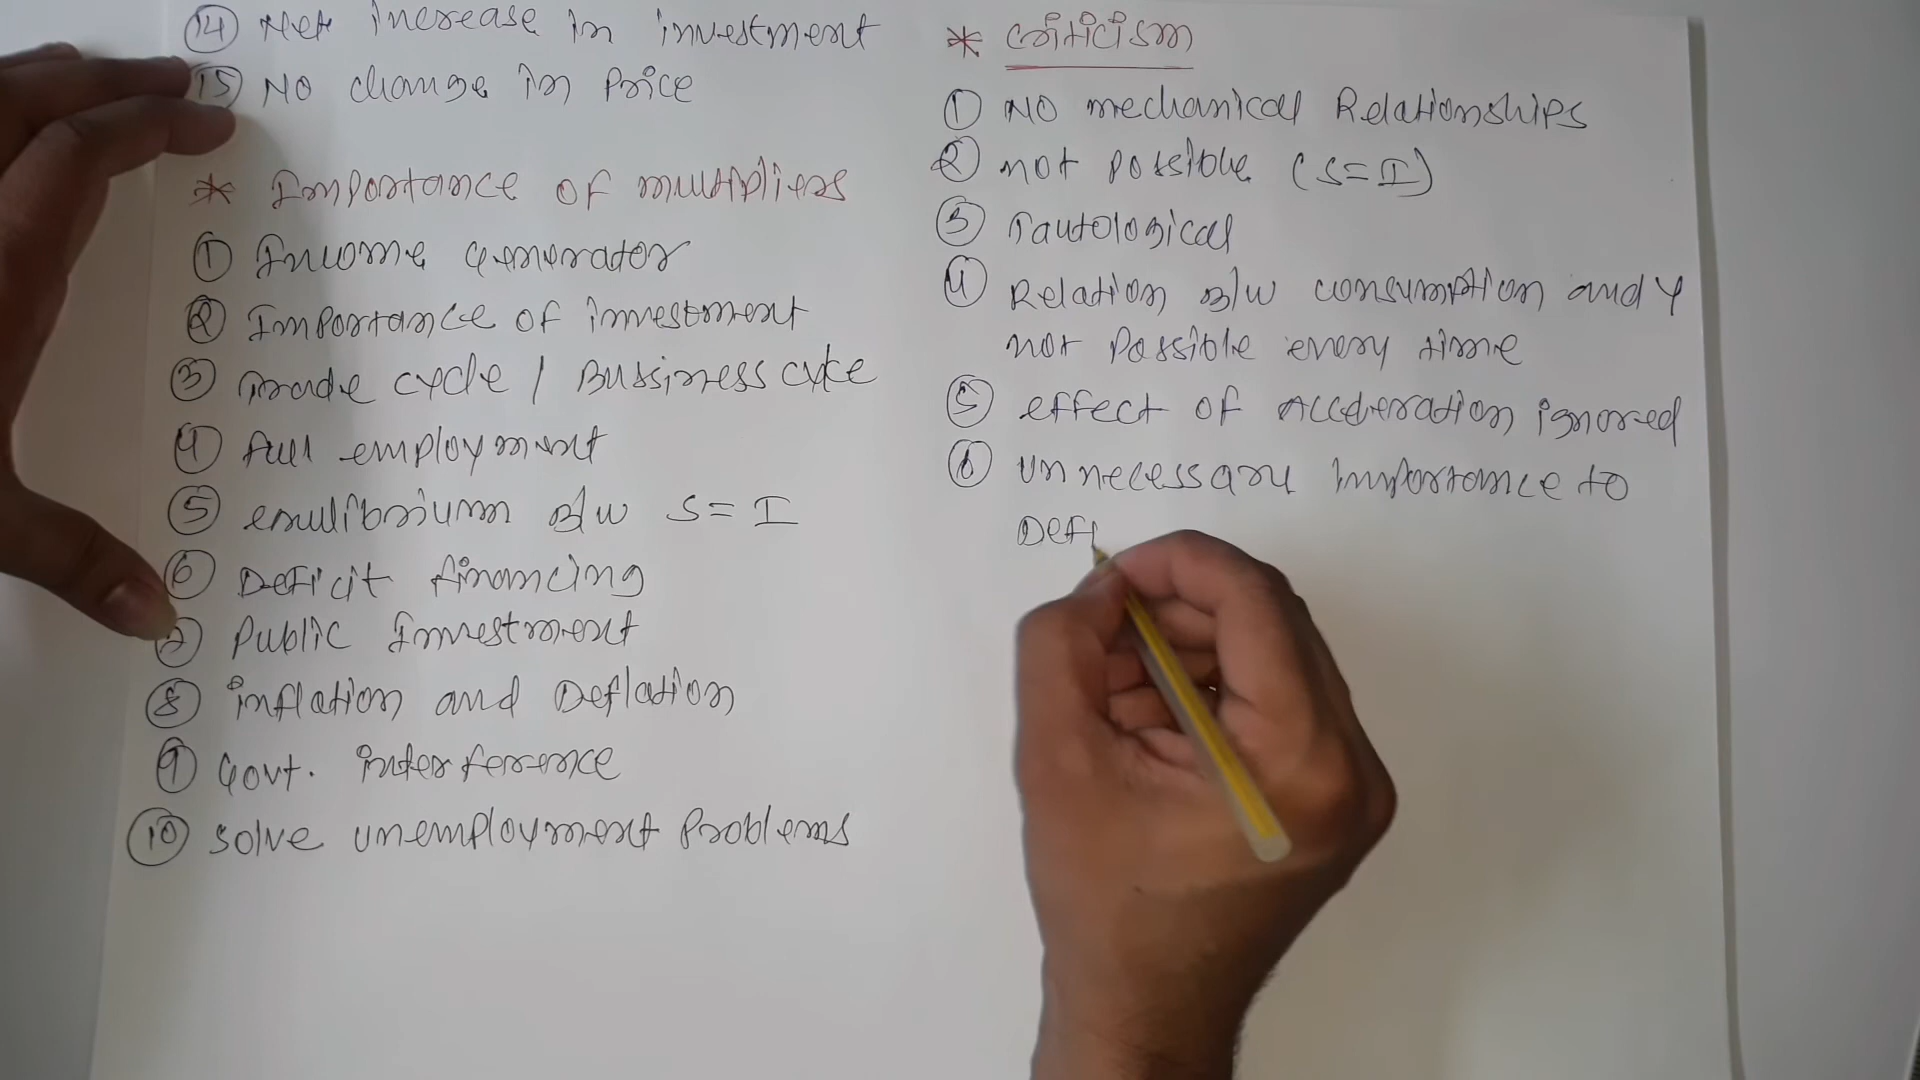 14 Net increase in investment
15 No change in Price
* Importance of multipliers
1 Income Generator
2 Importance of investment
3 Trade cycle / Bussiness cycle
4 full employment
5 equilibrium b/w S = I
6 Deficit financing
7 Public Investment
8 inflation and Deflation
9 Govt. interference
10 Solve unemployment Problems
* Criticism
1 No mechanical Relationships
2 not possible (S = I)
3 Tautological
4 Relation b/w consumption and Y
not Possible every time
5 effect of Acceleration ignored
6 unnecessary importance to
Defi